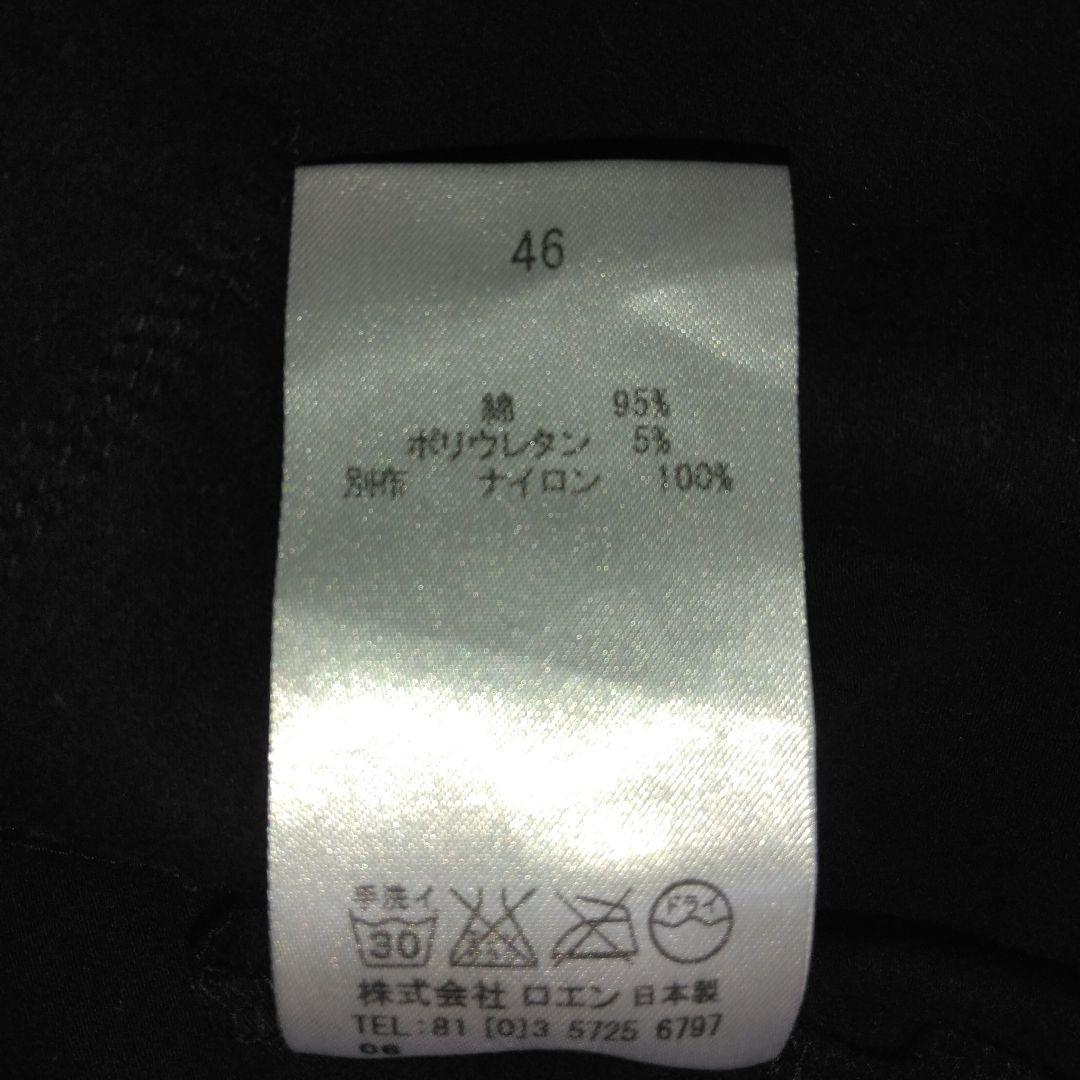 46
綿 95%
ポリウレタン 5%
別布 ナイロン 100%
手洗イ ドライ
30
株式会社 ロエン 日本製
TEL:81 [0]3 5725 6797